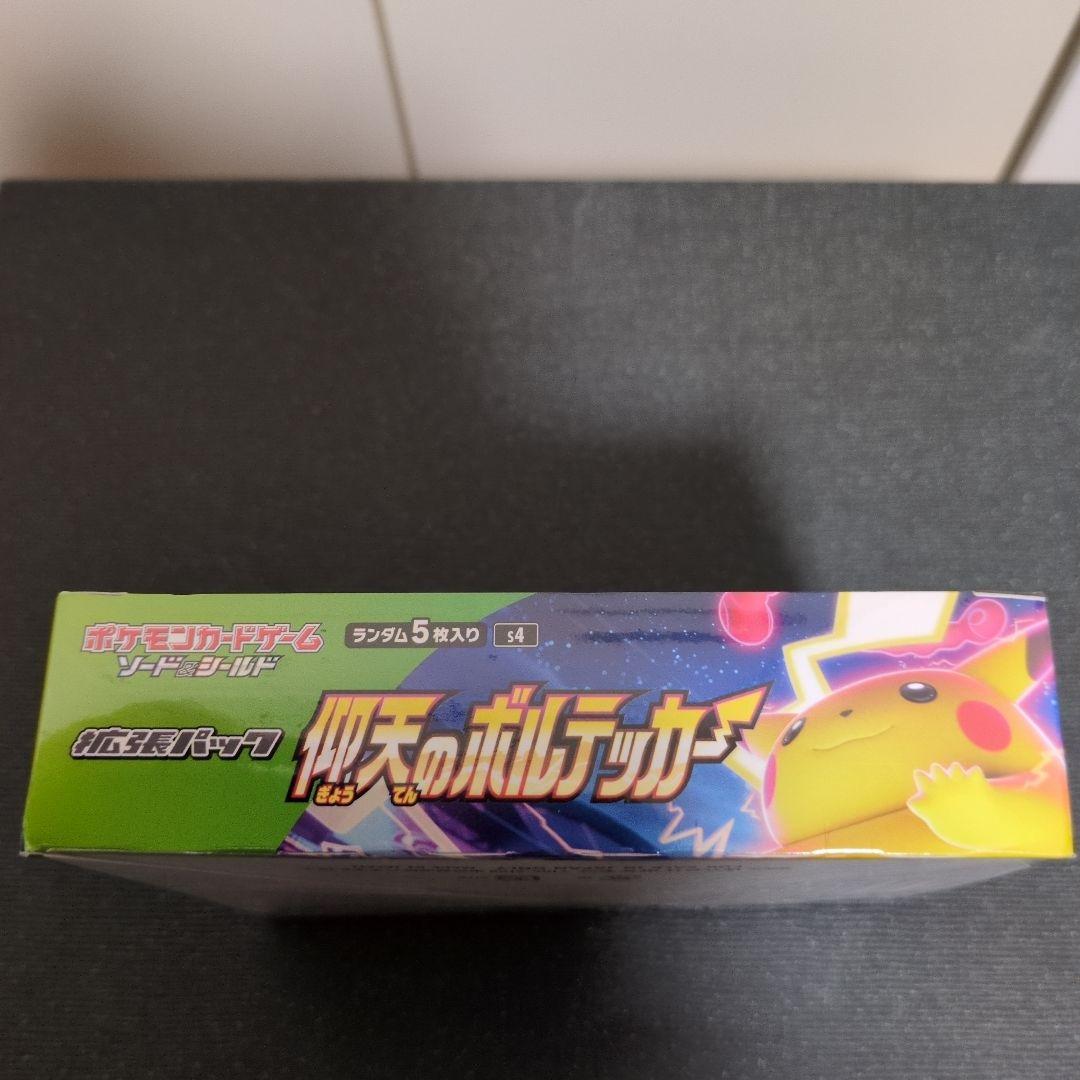 ポケモンカードゲーム
ソード&シールド
ランダム5枚入り
s4
拡張パック
仰天のボルテッカー
ぎょう てん